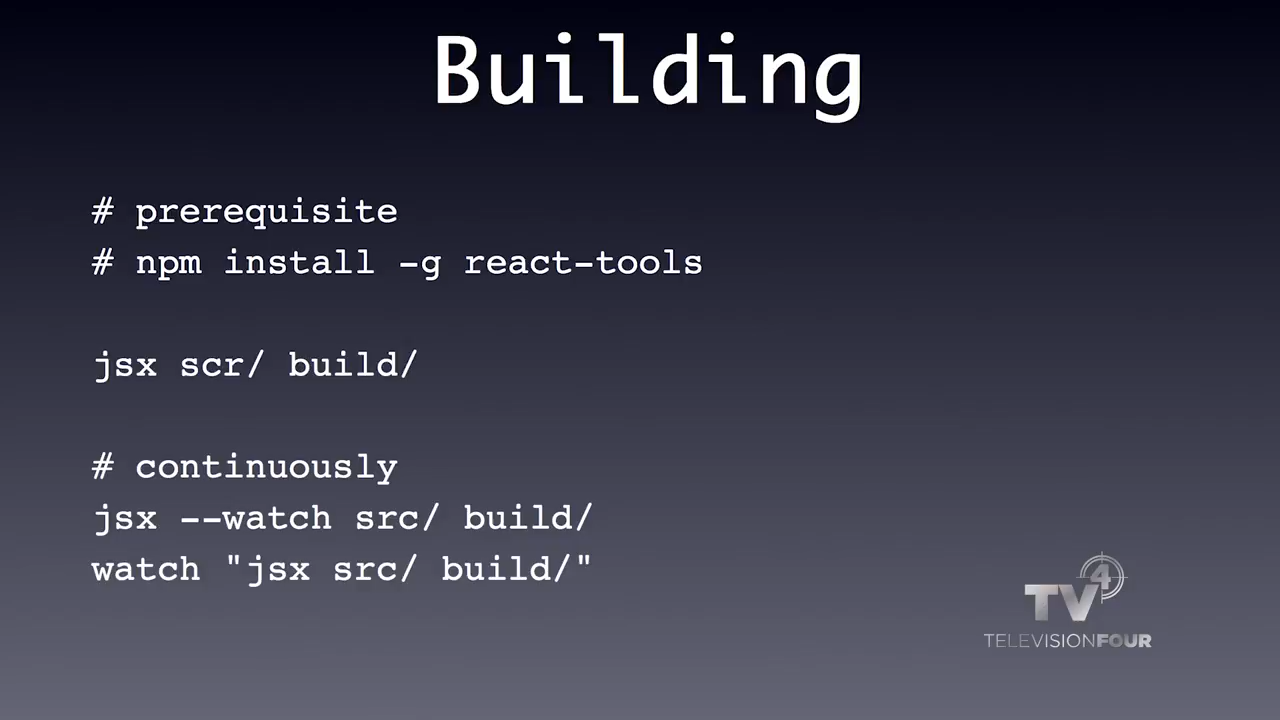 Building
# prerequisite
# npm install -g react-tools
jsx scr/ build/
# continuously
jsx --watch src/ build/
watch "jsx src/ build/"
TV4
TELEVISIONFOUR